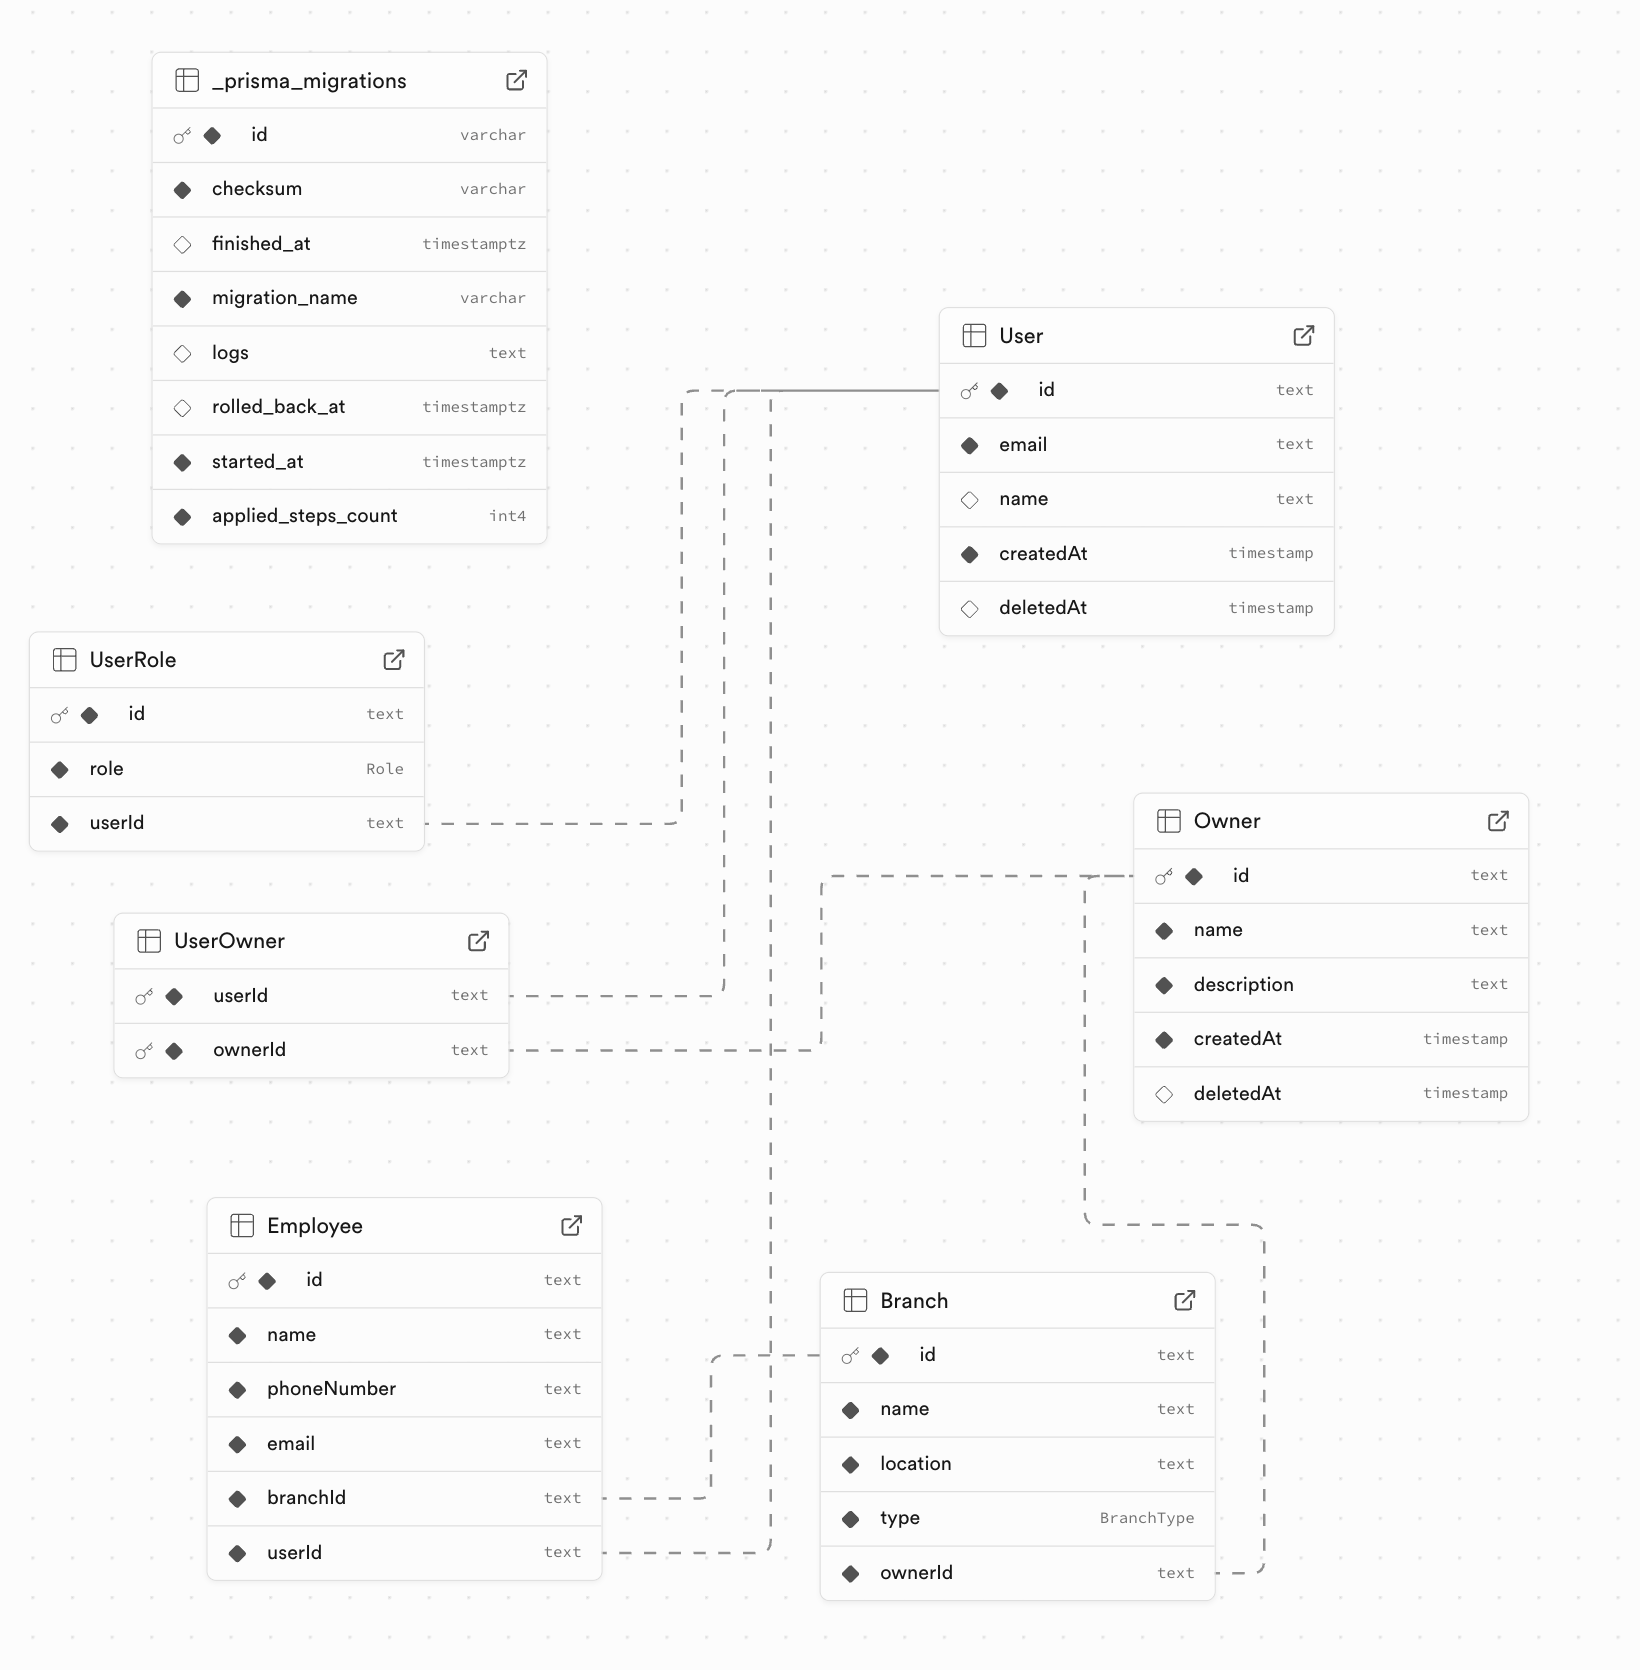 _prisma_migrations
id varchar
checksum varchar
finished_at timestamptz
migration_name varchar
logs text
rolled_back_at timestamptz
started_at timestamptz
applied_steps_count int4
User
id text
email text
name text
createdAt timestamp
deletedAt timestamp
UserRole
id text
role Role
userId text
Owner
id text
name text
description text
createdAt timestamp
deletedAt timestamp
UserOwner
userId text
ownerId text
Employee
id text
name text
phoneNumber text
email text
branchId text
userId text
Branch
id text
name text
location text
type BranchType
ownerId text